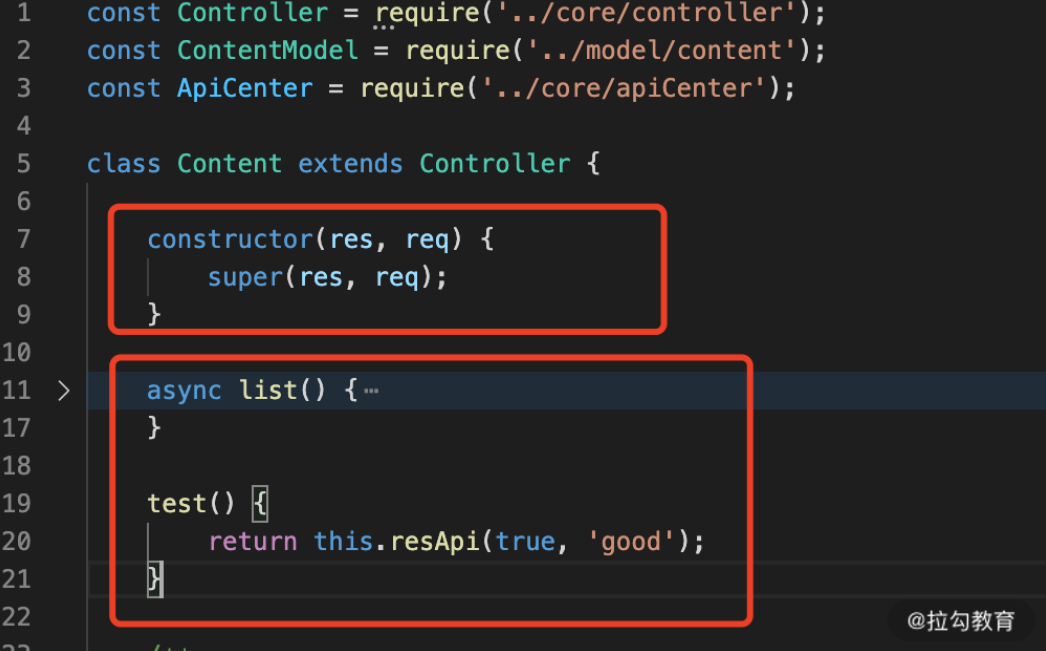 1 const Controller = require('../core/controller');
2 const ContentModel = require('../model/content');
3 const ApiCenter = require('../core/apiCenter');
4
5 class Content extends Controller {
6
7 constructor(res, req) {
8 super(res, req);
9 }
10
11 async list() { ⋯
17 }
18
19 test() {
20 return this.resApi(true, 'good');
21 }
22
@拉勾教育